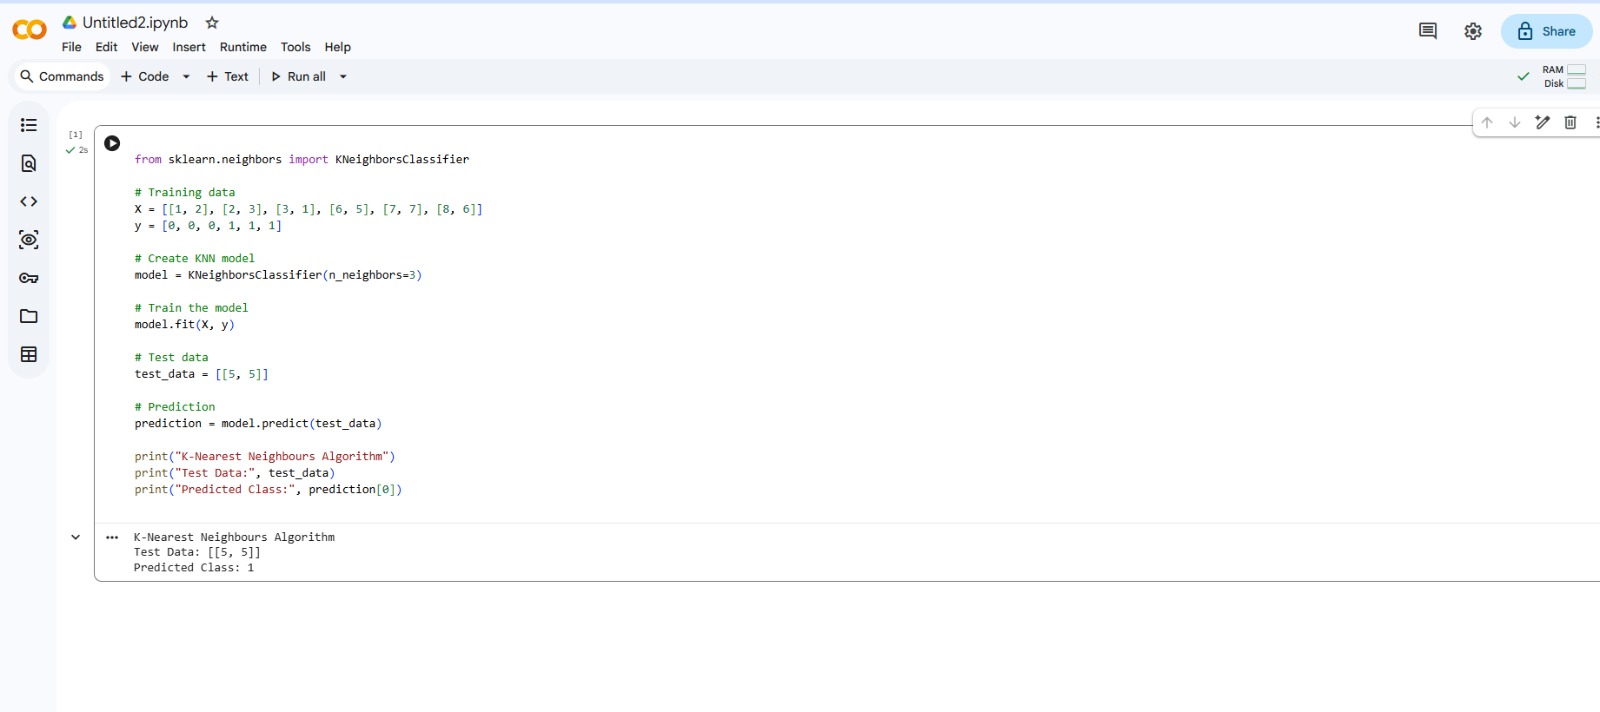 Untitled2.ipynb
File Edit View Insert Runtime Tools Help
Share
Commands + Code + Text Run all
RAM
Disk
[1]
2s
from sklearn.neighbors import KNeighborsClassifier
# Training data
X = [[1, 2], [2, 3], [3, 1], [6, 5], [7, 7], [8, 6]]
y = [0, 0, 0, 1, 1, 1]
# Create KNN model
model = KNeighborsClassifier(n_neighbors=3)
# Train the model
model.fit(X, y)
# Test data
test_data = [[5, 5]]
# Prediction
prediction = model.predict(test_data)
print("K-Nearest Neighbours Algorithm")
print("Test Data:", test_data)
print("Predicted Class:", prediction[0])
K-Nearest Neighbours Algorithm
Test Data: [[5, 5]]
Predicted Class: 1